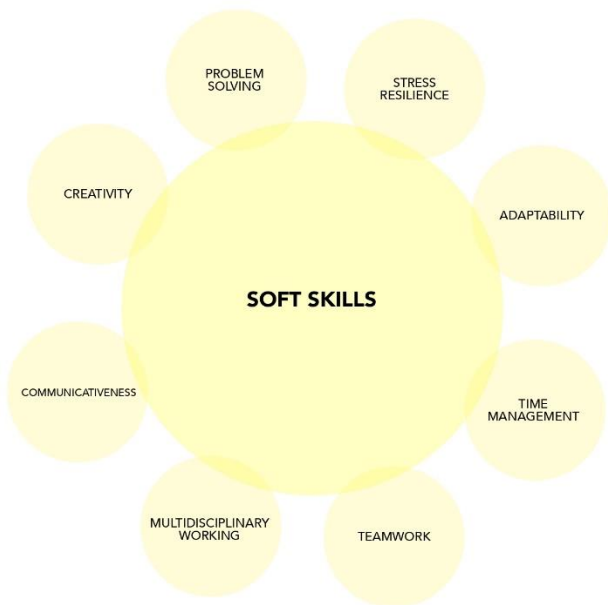 PROBLEM
SOLVING
STRESS
RESILIENCE
CREATIVITY
ADAPTABILITY
SOFT SKILLS
COMMUNICATIVENESS
TIME
MANAGEMENT
MULTIDISCIPLINARY
WORKING
TEAMWORK